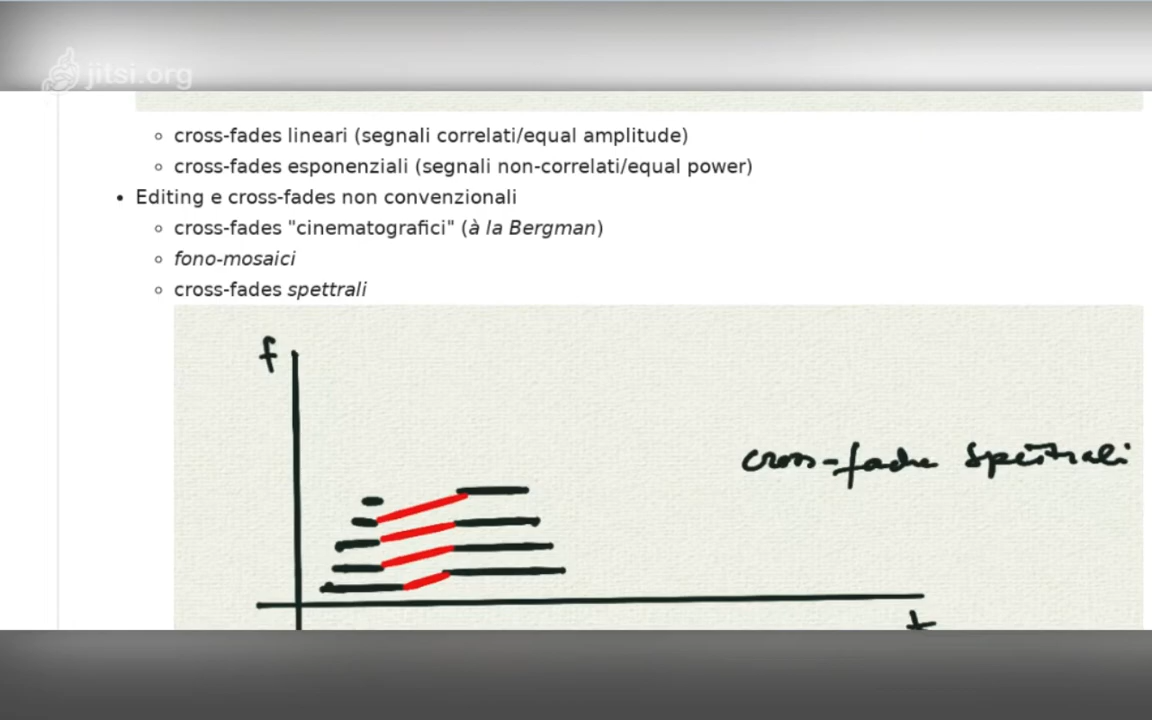 jitsi.org
cross-fades lineari (segnali correlati/equal amplitude)
cross-fades esponenziali (segnali non-correlati/equal power)
Editing e cross-fades non convenzionali
cross-fades "cinematografici" (à la Bergman)
fono-mosaici
cross-fades spettrali
f
cross-fade spettrali
t